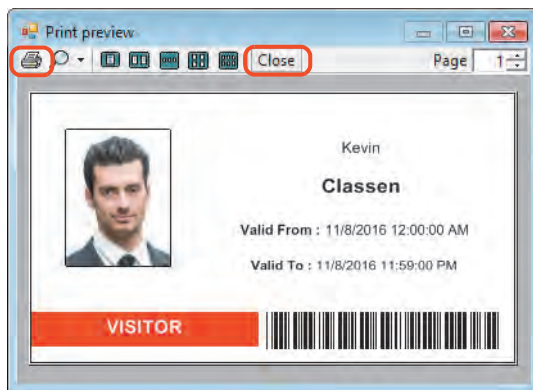 Print preview
Close Page 1
Kevin
Classen
Valid From : 11/8/2016 12:00:00 AM
Valid To : 11/8/2016 11:59:00 PM
VISITOR